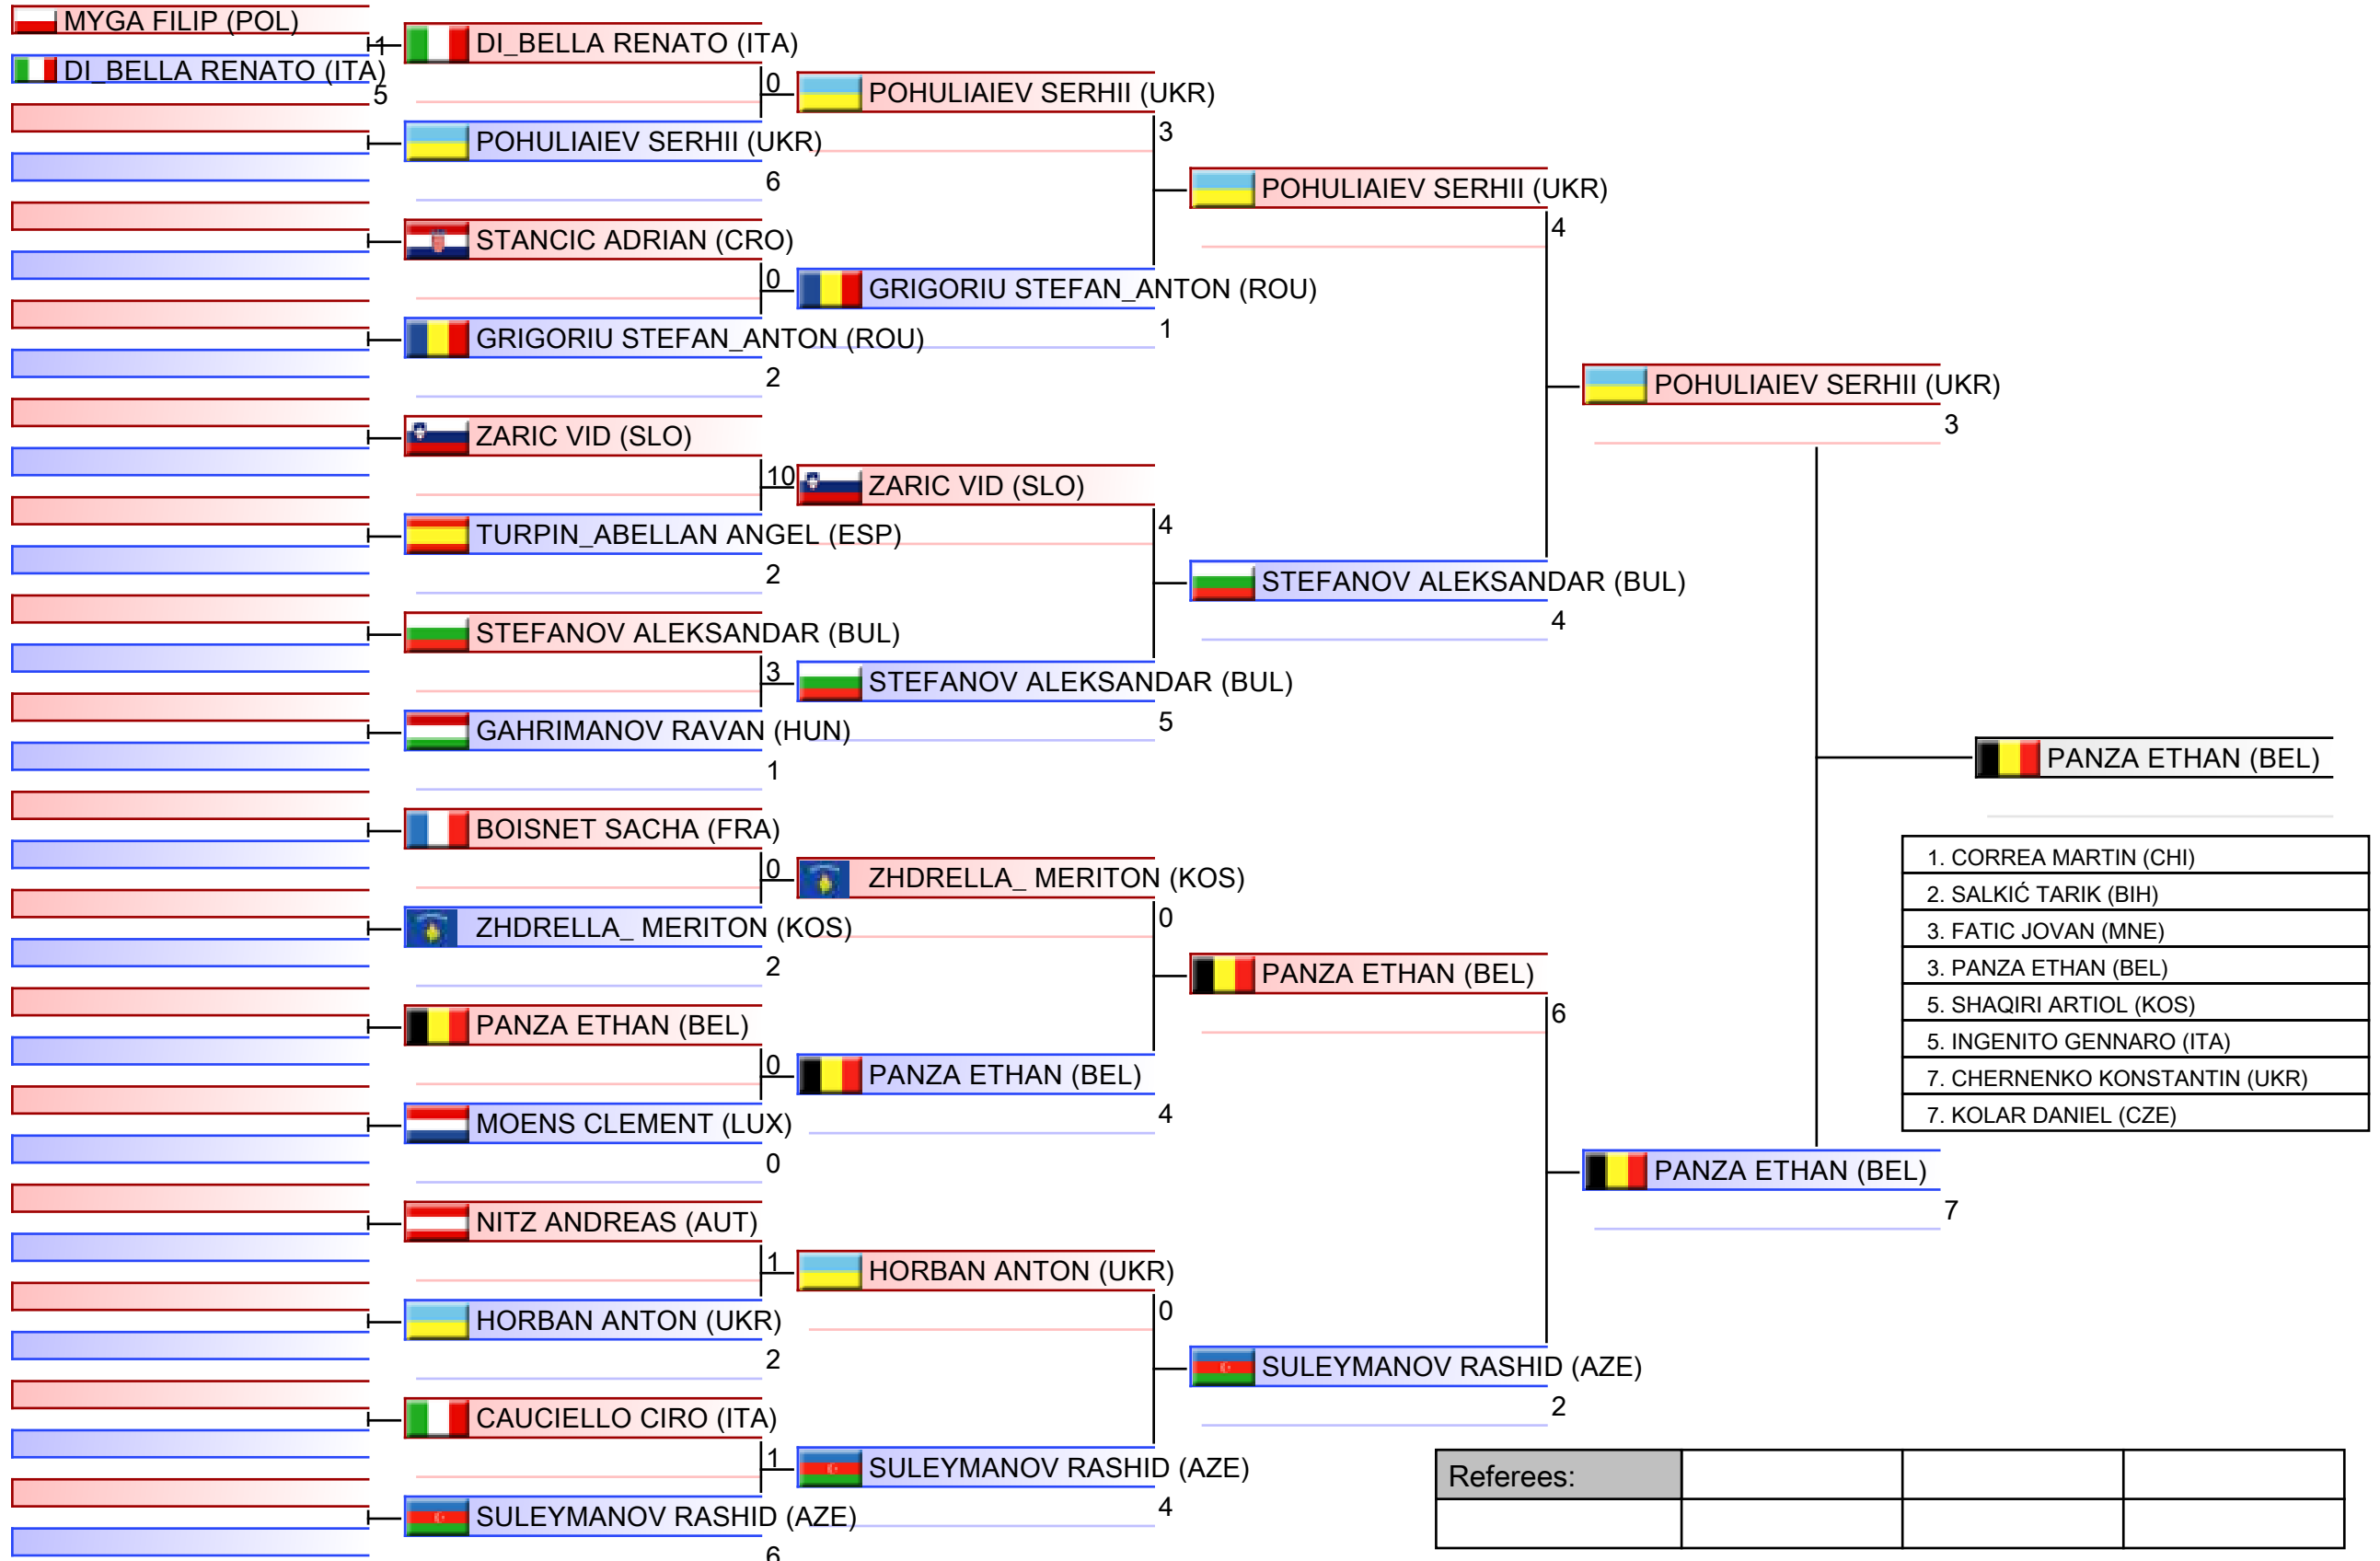 MYGA FILIP (POL)
1
DI_BELLA RENATO (ITA)
5
DI_BELLA RENATO (ITA)
0
POHULIAIEV SERHII (UKR)
6
STANCIC ADRIAN (CRO)
0
GRIGORIU STEFAN_ANTON (ROU)
2
ZARIC VID (SLO)
10
TURPIN_ABELLAN ANGEL (ESP)
2
STEFANOV ALEKSANDAR (BUL)
3
GAHRIMANOV RAVAN (HUN)
1
BOISNET SACHA (FRA)
0
ZHDRELLA_ MERITON (KOS)
2
PANZA ETHAN (BEL)
0
MOENS CLEMENT (LUX)
0
NITZ ANDREAS (AUT)
1
HORBAN ANTON (UKR)
2
CAUCIELLO CIRO (ITA)
1
SULEYMANOV RASHID (AZE)
6
POHULIAIEV SERHII (UKR)
3
GRIGORIU STEFAN_ANTON (ROU)
1
ZARIC VID (SLO)
4
STEFANOV ALEKSANDAR (BUL)
5
ZHDRELLA_ MERITON (KOS)
0
PANZA ETHAN (BEL)
4
HORBAN ANTON (UKR)
0
SULEYMANOV RASHID (AZE)
4
POHULIAIEV SERHII (UKR)
4
STEFANOV ALEKSANDAR (BUL)
4
PANZA ETHAN (BEL)
6
SULEYMANOV RASHID (AZE)
2
POHULIAIEV SERHII (UKR)
3
PANZA ETHAN (BEL)
7
PANZA ETHAN (BEL)
1. CORREA MARTIN (CHI)
2. SALKIĆ TARIK (BIH)
3. FATIC JOVAN (MNE)
3. PANZA ETHAN (BEL)
5. SHAQIRI ARTIOL (KOS)
5. INGENITO GENNARO (ITA)
7. CHERNENKO KONSTANTIN (UKR)
7. KOLAR DANIEL (CZE)
Referees: